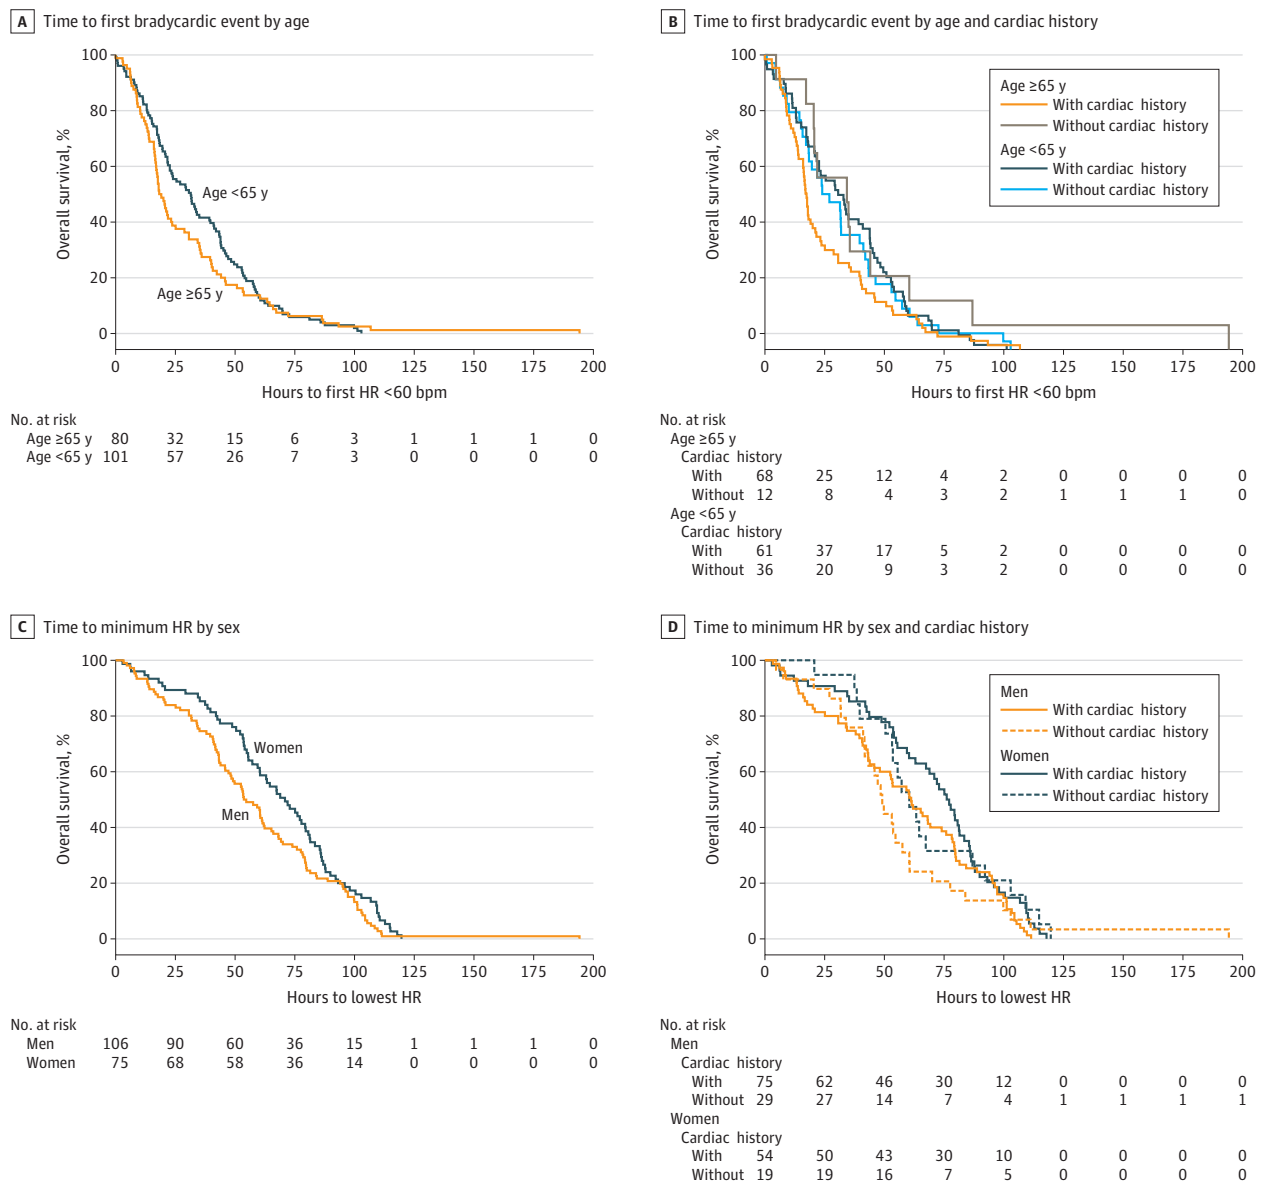 A Time to first bradycardic event by age
Overall survival, %
100
80
60
40
20
0
Age <65 y
Age ≥65 y
0 25 50 75 100 125 150 175 200
Hours to first HR <60 bpm
No. at risk
Age ≥65 y 80 32 15 6 3 1 1 1 0
Age <65 y 101 57 26 7 3 0 0 0 0
B Time to first bradycardic event by age and cardiac history
Overall survival, %
100
80
60
40
20
0
Age ≥65 y
With cardiac history
Without cardiac history
Age <65 y
With cardiac history
Without cardiac history
0 25 50 75 100 125 150 175 200
Hours to first HR <60 bpm
No. at risk
Age ≥65 y
Cardiac history
With 68 25 12 4 2 0 0 0 0
Without 12 8 4 3 2 1 1 1 0
Age <65 y
Cardiac history
With 61 37 17 5 2 0 0 0 0
Without 36 20 9 3 2 0 0 0 0
C Time to minimum HR by sex
Overall survival, %
100
80
60
40
20
0
Women
Men
0 25 50 75 100 125 150 175 200
Hours to lowest HR
No. at risk
Men 106 90 60 36 15 1 1 1 0
Women 75 68 58 36 14 0 0 0 0
D Time to minimum HR by sex and cardiac history
Overall survival, %
100
80
60
40
20
0
Men
With cardiac history
Without cardiac history
Women
With cardiac history
Without cardiac history
0 25 50 75 100 125 150 175 200
Hours to lowest HR
No. at risk
Men
Cardiac history
With 75 62 46 30 12 0 0 0 0
Without 29 27 14 7 4 1 1 1 1
Women
Cardiac history
With 54 50 43 30 10 0 0 0 0
Without 19 19 16 7 5 0 0 0 0